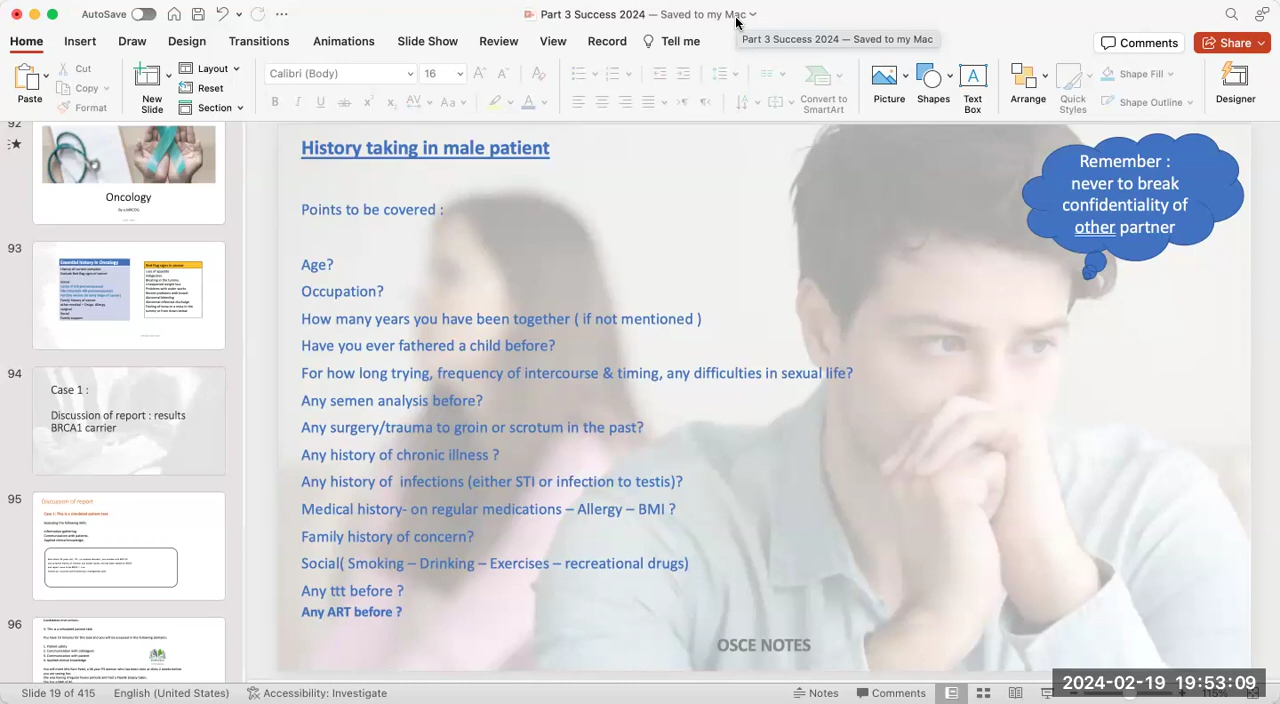 AutoSave
Part 3 Success 2024 — Saved to my Mac
Part 3 Success 2024 — Saved to my Mac
Home Insert Draw Design Transitions Animations Slide Show Review View Record Tell me
Comments
Share
Paste
Cut
Copy
Format
New Slide
Layout
Reset
Section
Calibri (Body)
16
Convert to SmartArt
Picture
Shapes
Text Box
Arrange
Quick Styles
Shape Fill
Shape Outline
Designer
92
Oncology
93
Essential history in Oncology
94
Case 1 :
Discussion of report : results
BRCA1 carrier
95
Discussion of report
96
History taking in male patient
Points to be covered :
Age?
Occupation?
How many years you have been together ( if not mentioned )
Have you ever fathered a child before?
For how long trying, frequency of intercourse & timing, any difficulties in sexual life?
Any semen analysis before?
Any surgery/trauma to groin or scrotum in the past?
Any history of chronic illness ?
Any history of  infections (either STI or infection to testis)?
Medical history- on regular medications – Allergy – BMI ?
Family history of concern?
Social( Smoking – Drinking – Exercises – recreational drugs)
Any ttt before ?
Any ART before ?
OSCE NOTES
Remember :
never to break
confidentiality of
other partner
Slide 19 of 415
English (United States)
Accessibility: Investigate
Notes
Comments
2024-02-19 19:53:09